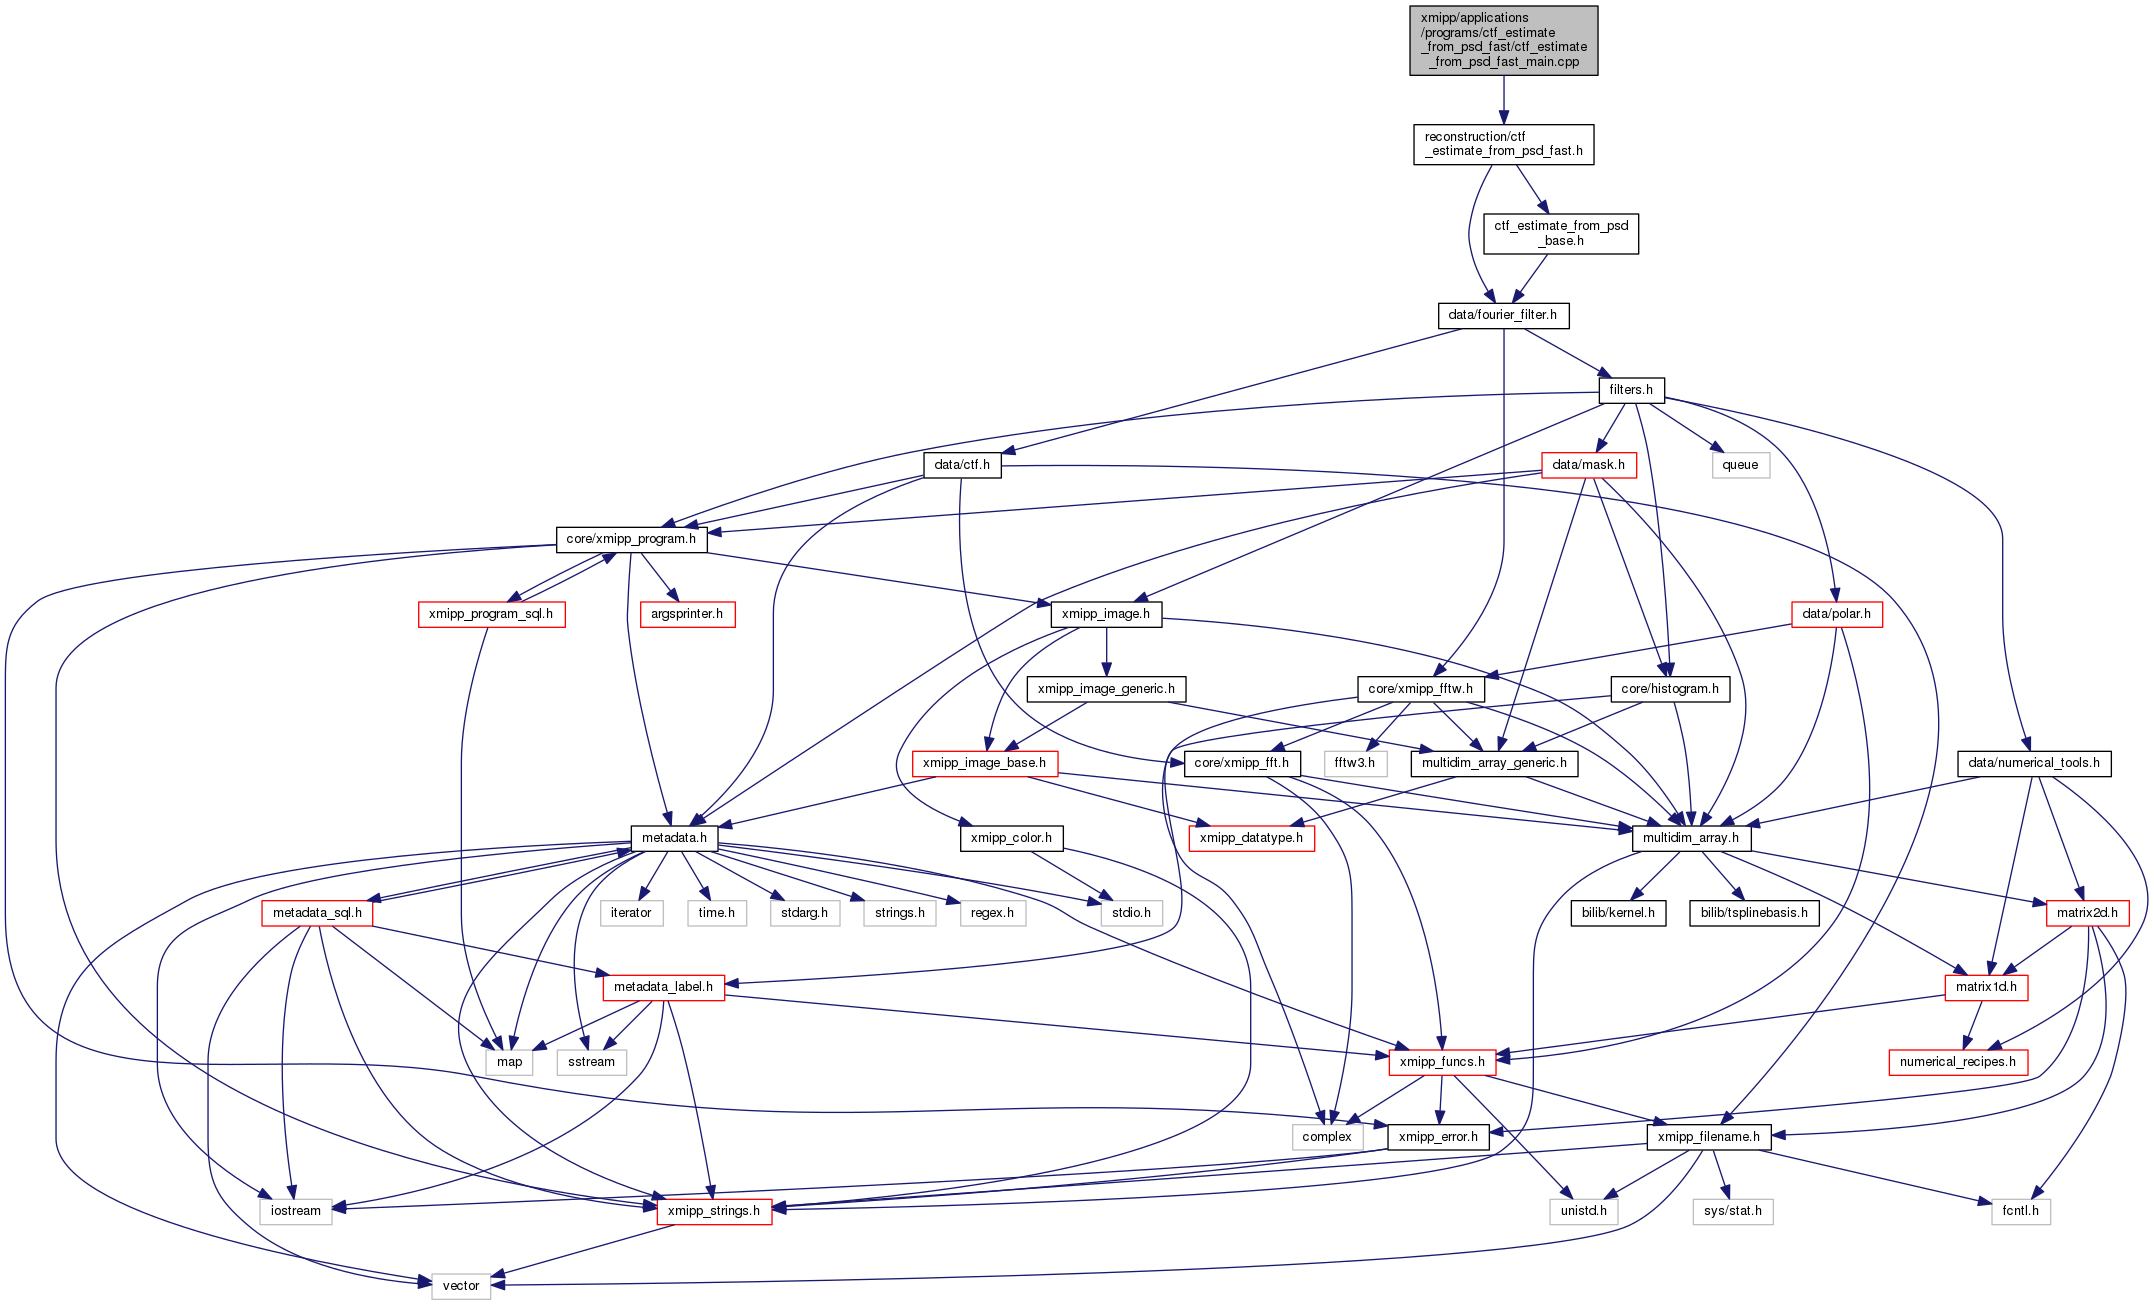 xmipp/applications
/programs/ctf_estimate
_from_psd_fast/ctf_estimate
_from_psd_fast_main.cpp
reconstruction/ctf
_estimate_from_psd_fast.h
ctf_estimate_from_psd
_base.h
data/fourier_filter.h
filters.h
data/ctf.h
data/mask.h
queue
core/xmipp_program.h
xmipp_program_sql.h
argsprinter.h
xmipp_image.h
data/polar.h
xmipp_image_generic.h
core/xmipp_fftw.h
core/histogram.h
xmipp_image_base.h
core/xmipp_fft.h
fftw3.h
multidim_array_generic.h
data/numerical_tools.h
metadata.h
xmipp_color.h
xmipp_datatype.h
multidim_array.h
metadata_sql.h
iterator
time.h
stdarg.h
strings.h
regex.h
stdio.h
bilib/kernel.h
bilib/tsplinebasis.h
matrix2d.h
metadata_label.h
matrix1d.h
map
sstream
xmipp_funcs.h
numerical_recipes.h
complex
xmipp_error.h
xmipp_filename.h
iostream
xmipp_strings.h
unistd.h
sys/stat.h
fcntl.h
vector